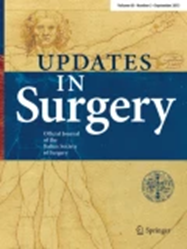 UPDATES
IN
Surgery
Official Journal
of the
Italian Society
of Surgery
Springer